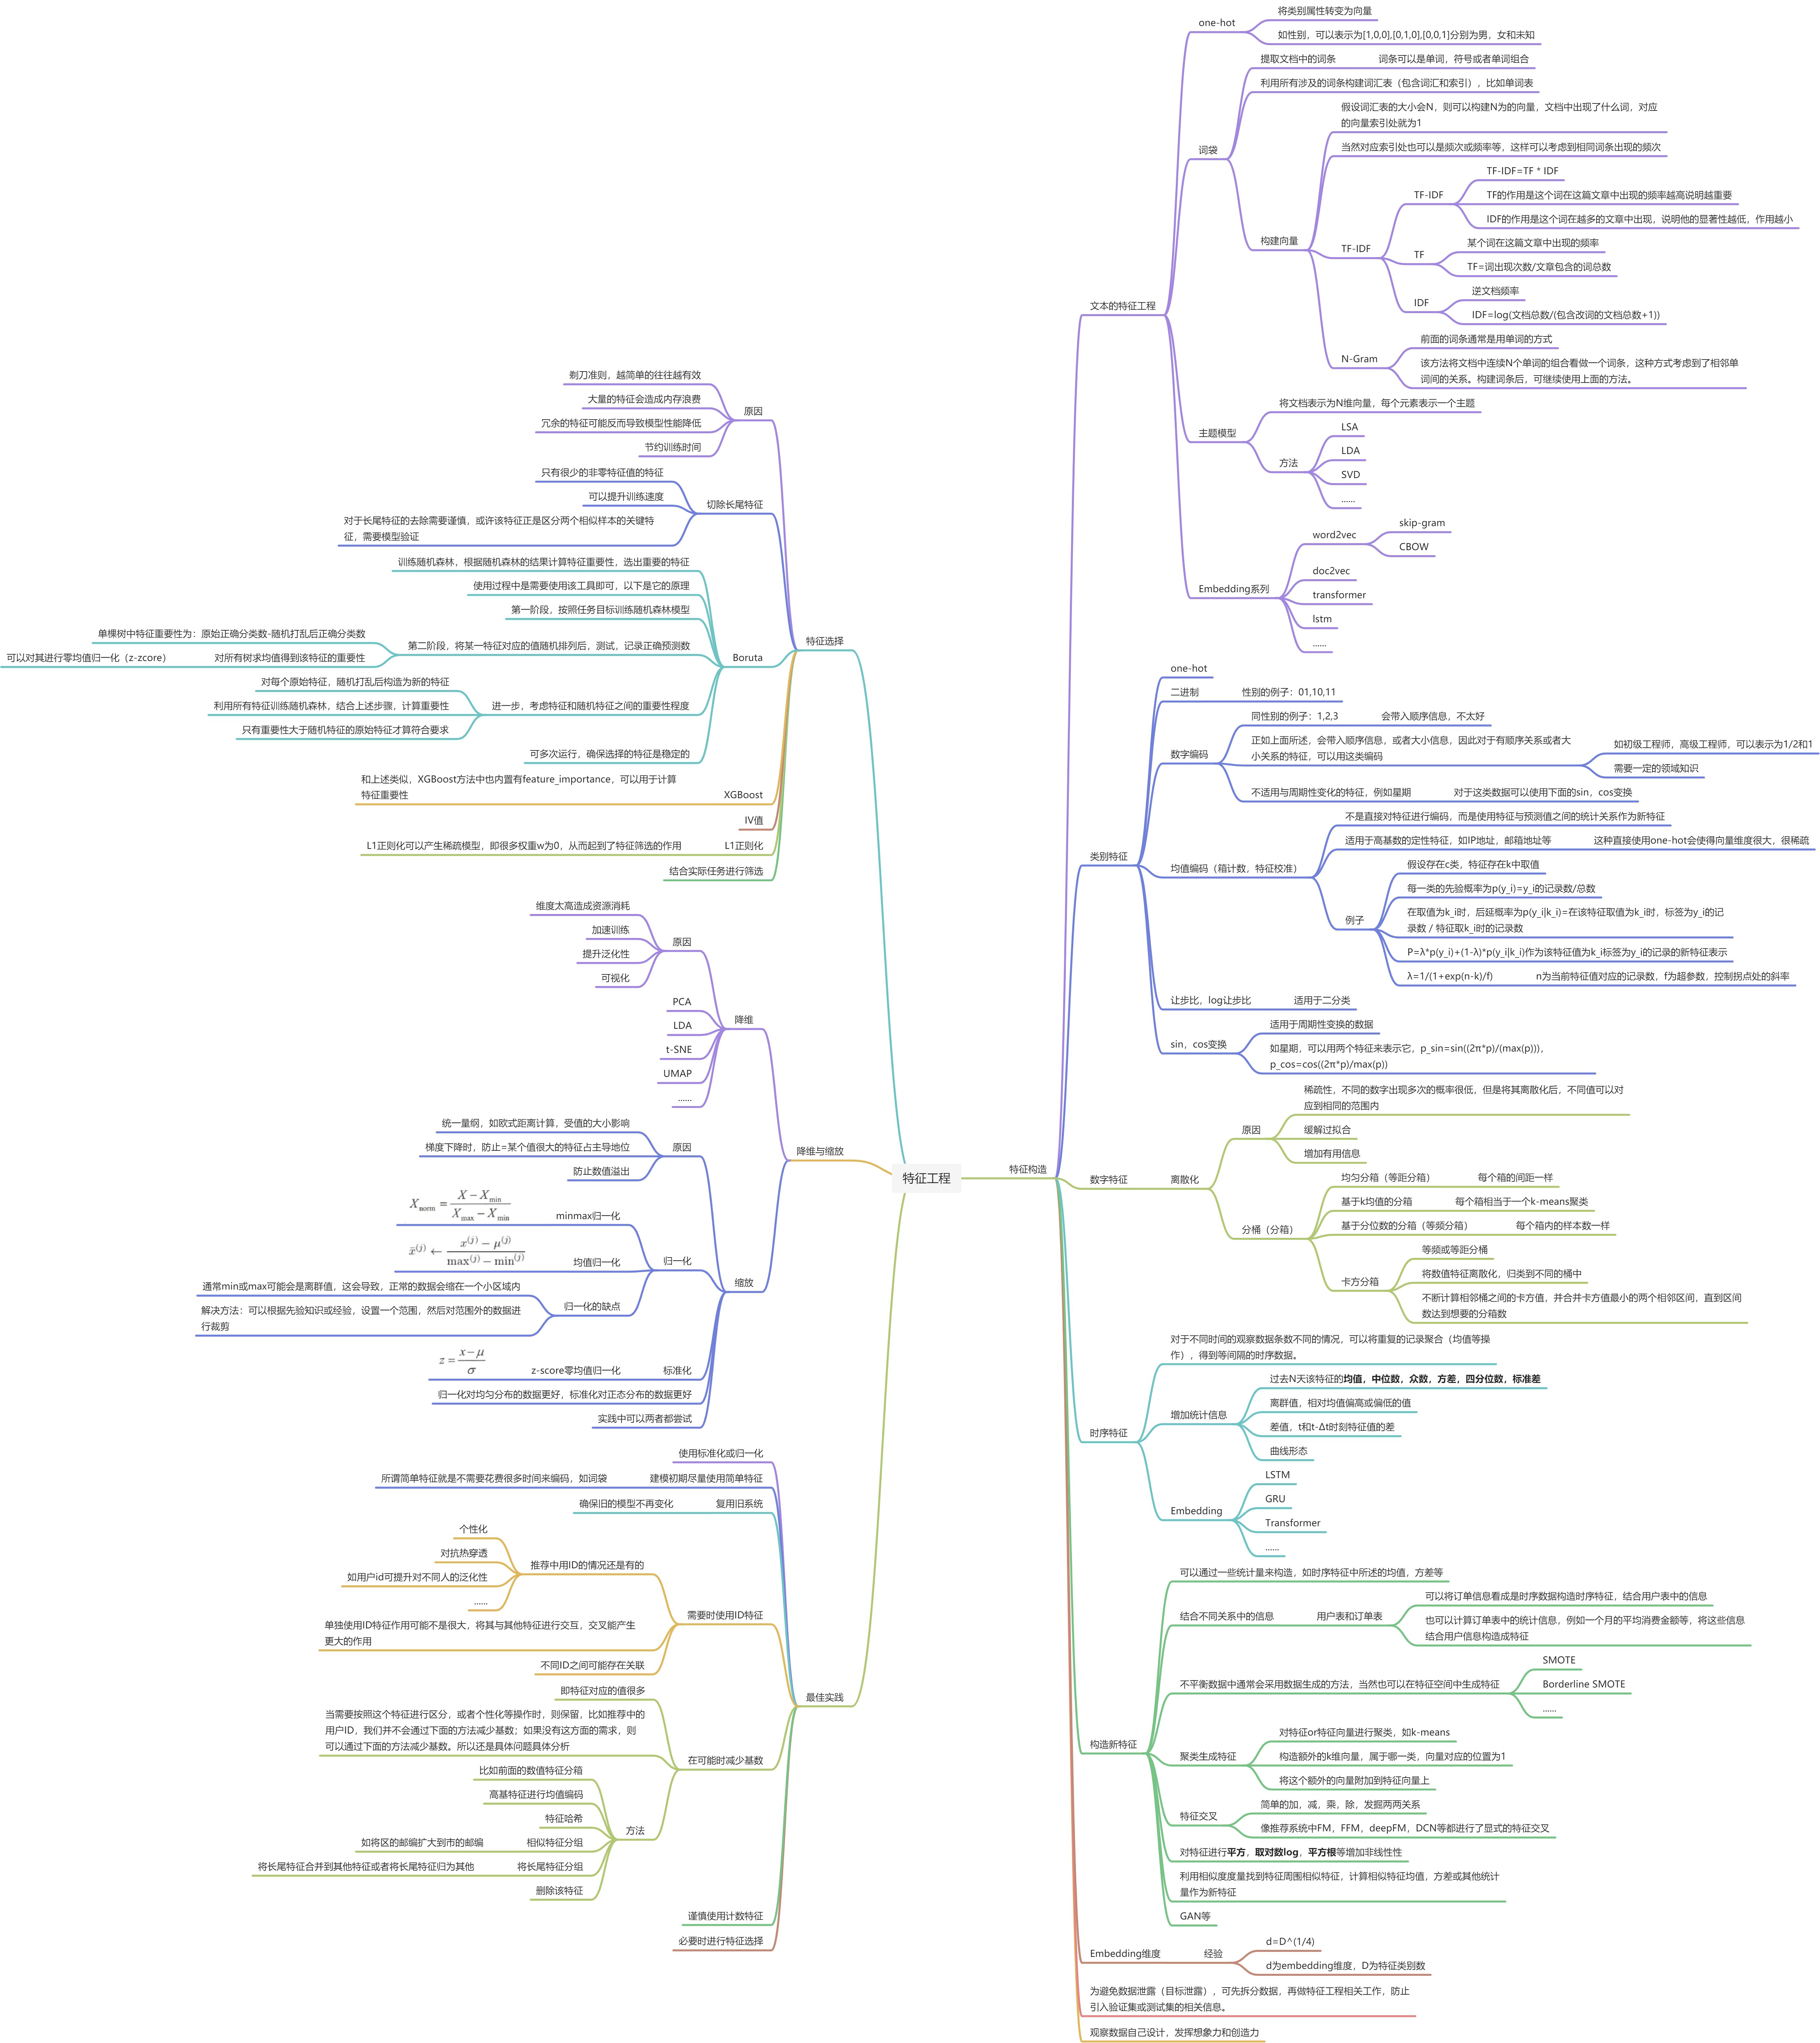 特征工程
特征构造
文本的特征工程
one-hot
将类别属性转变为向量
如性别，可以表示为[1,0,0],[0,1,0],[0,0,1]分别为男，女和未知
词袋
提取文档中的词条
词条可以是单词，符号或者单词组合
利用所有涉及的词条构建词汇表（包含词汇和索引），比如单词表
构建向量
假设词汇表的大小会N，则可以构建N为的向量，文档中出现了什么词，对应
的向量索引处就为1
当然对应索引处也可以是频次或频率等，这样可以考虑到相同词条出现的频次
TF-IDF
TF-IDF
TF-IDF=TF * IDF
TF的作用是这个词在这篇文章中出现的频率越高说明越重要
IDF的作用是这个词在越多的文章中出现，说明他的显著性越低，作用越小
TF
某个词在这篇文章中出现的频率
TF=词出现次数/文章包含的词总数
IDF
逆文档频率
IDF=log(文档总数/(包含改词的文档总数+1))
N-Gram
前面的词条通常是用单词的方式
该方法将文档中连续N个单词的组合看做一个词条，这种方式考虑到了相邻单
词间的关系。构建词条后，可继续使用上面的方法。
主题模型
将文档表示为N维向量，每个元素表示一个主题
方法
LSA
LDA
SVD
......
Embedding系列
word2vec
skip-gram
CBOW
doc2vec
transformer
lstm
......
类别特征
one-hot
二进制
性别的例子：01,10,11
数字编码
同性别的例子：1,2,3
会带入顺序信息，不太好
正如上面所述，会带入顺序信息，或者大小信息，因此对于有顺序关系或者大
小关系的特征，可以用这类编码
如初级工程师，高级工程师，可以表示为1/2和1
需要一定的领域知识
不适用与周期性变化的特征，例如星期
对于这类数据可以使用下面的sin，cos变换
均值编码（箱计数，特征校准）
不是直接对特征进行编码，而是使用特征与预测值之间的统计关系作为新特征
适用于高基数的定性特征，如IP地址，邮箱地址等
这种直接使用one-hot会使得向量维度很大，很稀疏
例子
假设存在c类，特征存在k中取值
每一类的先验概率为p(y_i)=y_i的记录数/总数
在取值为k_i时，后延概率为p(y_i|k_i)=在该特征取值为k_i时，标签为y_i的记
录数 / 特征取k_i时的记录数
P=λ*p(y_i)+(1-λ)*p(y_i|k_i)作为该特征值为k_i标签为y_i的记录的新特征表示
λ=1/(1+exp(n-k)/f)
n为当前特征值对应的记录数，f为超参数，控制拐点处的斜率
让步比，log让步比
适用于二分类
sin，cos变换
适用于周期性变换的数据
如星期，可以用两个特征来表示它，p_sin=sin((2π*p)/(max(p)))，
p_cos=cos((2π*p)/max(p))
数字特征
离散化
原因
稀疏性，不同的数字出现多次的概率很低，但是将其离散化后，不同值可以对
应到相同的范围内
缓解过拟合
增加有用信息
分桶（分箱）
均匀分箱（等距分箱）
每个箱的间距一样
基于k均值的分箱
每个箱相当于一个k-means聚类
基于分位数的分箱（等频分箱）
每个箱内的样本数一样
卡方分箱
等频或等距分桶
将数值特征离散化，归类到不同的桶中
不断计算相邻桶之间的卡方值，并合并卡方值最小的两个相邻区间，直到区间
数达到想要的分箱数
时序特征
对于不同时间的观察数据条数不同的情况，可以将重复的记录聚合（均值等操
作），得到等间隔的时序数据。
增加统计信息
过去N天该特征的均值，中位数，众数，方差，四分位数，标准差
离群值，相对均值偏高或偏低的值
差值，t和t-Δt时刻特征值的差
曲线形态
Embedding
LSTM
GRU
Transformer
......
构造新特征
可以通过一些统计量来构造，如时序特征中所述的均值，方差等
结合不同关系中的信息
用户表和订单表
可以将订单信息看成是时序数据构造时序特征，结合用户表中的信息
也可以计算订单表中的统计信息，例如一个月的平均消费金额等，将这些信息
结合用户信息构造成特征
不平衡数据中通常会采用数据生成的方法，当然也可以在特征空间中生成特征
SMOTE
Borderline SMOTE
......
聚类生成特征
对特征or特征向量进行聚类，如k-means
构造额外的k维向量，属于哪一类，向量对应的位置为1
将这个额外的向量附加到特征向量上
特征交叉
简单的加，减，乘，除，发掘两两关系
像推荐系统中FM，FFM，deepFM，DCN等都进行了显式的特征交叉
对特征进行平方，取对数log，平方根等增加非线性性
利用相似度度量找到特征周围相似特征，计算相似特征均值，方差或其他统计
量作为新特征
GAN等
Embedding维度
经验
d=D^(1/4)
d为embedding维度，D为特征类别数
为避免数据泄露（目标泄露），可先拆分数据，再做特征工程相关工作，防止
引入验证集或测试集的相关信息。
观察数据自己设计，发挥想象力和创造力
特征选择
原因
剃刀准则，越简单的往往越有效
大量的特征会造成内存浪费
冗余的特征可能反而导致模型性能降低
节约训练时间
切除长尾特征
只有很少的非零特征值的特征
可以提升训练速度
对于长尾特征的去除需要谨慎，或许该特征正是区分两个相似样本的关键特
征，需要模型验证
Boruta
训练随机森林，根据随机森林的结果计算特征重要性，选出重要的特征
使用过程中是需要使用该工具即可，以下是它的原理
第一阶段，按照任务目标训练随机森林模型
第二阶段，将某一特征对应的值随机排列后，测试，记录正确预测数
单棵树中特征重要性为：原始正确分类数-随机打乱后正确分类数
对所有树求均值得到该特征的重要性
可以对其进行零均值归一化（z-zcore）
进一步，考虑特征和随机特征之间的重要性程度
对每个原始特征，随机打乱后构造为新的特征
利用所有特征训练随机森林，结合上述步骤，计算重要性
只有重要性大于随机特征的原始特征才算符合要求
可多次运行，确保选择的特征是稳定的
XGBoost
和上述类似，XGBoost方法中也内置有feature_importance，可以用于计算
特征重要性
IV值
L1正则化
L1正则化可以产生稀疏模型，即很多权重w为0，从而起到了特征筛选的作用
结合实际任务进行筛选
降维与缩放
降维
原因
维度太高造成资源消耗
加速训练
提升泛化性
可视化
PCA
LDA
t-SNE
UMAP
......
缩放
原因
统一量纲，如欧式距离计算，受值的大小影响
梯度下降时，防止=某个值很大的特征占主导地位
防止数值溢出
归一化
minmax归一化
X_norm = (X − X_min) / (X_max − X_min)
均值归一化
x̄^(j) ← (x^(j) − μ^(j)) / (max^(j) − min^(j))
归一化的缺点
通常min或max可能会是离群值，这会导致，正常的数据会缩在一个小区域内
解决方法：可以根据先验知识或经验，设置一个范围，然后对范围外的数据进
行裁剪
标准化
z-score零均值归一化
z = (x − μ) / σ
归一化对均匀分布的数据更好，标准化对正态分布的数据更好
实践中可以两者都尝试
最佳实践
使用标准化或归一化
建模初期尽量使用简单特征
所谓简单特征就是不需要花费很多时间来编码，如词袋
复用旧系统
确保旧的模型不再变化
需要时使用ID特征
推荐中用ID的情况还是有的
个性化
对抗热穿透
如用户id可提升对不同人的泛化性
......
单独使用ID特征作用可能不是很大，将其与其他特征进行交互，交叉能产生
更大的作用
不同ID之间可能存在关联
在可能时减少基数
即特征对应的值很多
当需要按照这个特征进行区分，或者个性化等操作时，则保留，比如推荐中的
用户ID，我们并不会通过下面的方法减少基数；如果没有这方面的需求，则
可以通过下面的方法减少基数。所以还是具体问题具体分析
方法
比如前面的数值特征分箱
高基特征进行均值编码
特征哈希
相似特征分组
如将区的邮编扩大到市的邮编
将长尾特征分组
将长尾特征合并到其他特征或者将长尾特征归为其他
删除该特征
谨慎使用计数特征
必要时进行特征选择